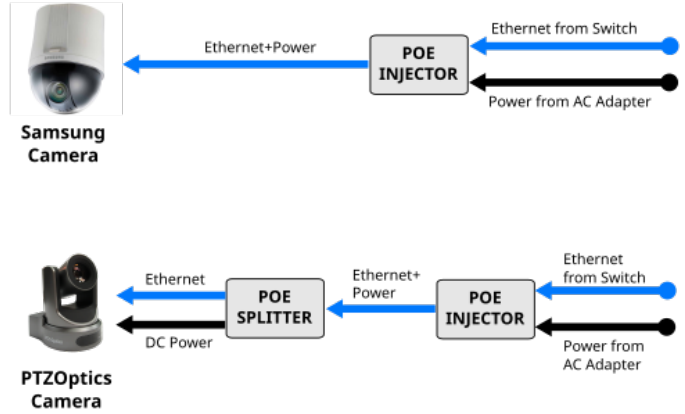 Ethernet+Power
POE
INJECTOR
Ethernet from Switch
Power from AC Adapter
Samsung
Camera
Ethernet
DC Power
POE
SPLITTER
Ethernet+
Power
POE
INJECTOR
Ethernet
from Switch
Power from
AC Adapter
PTZOptics
Camera